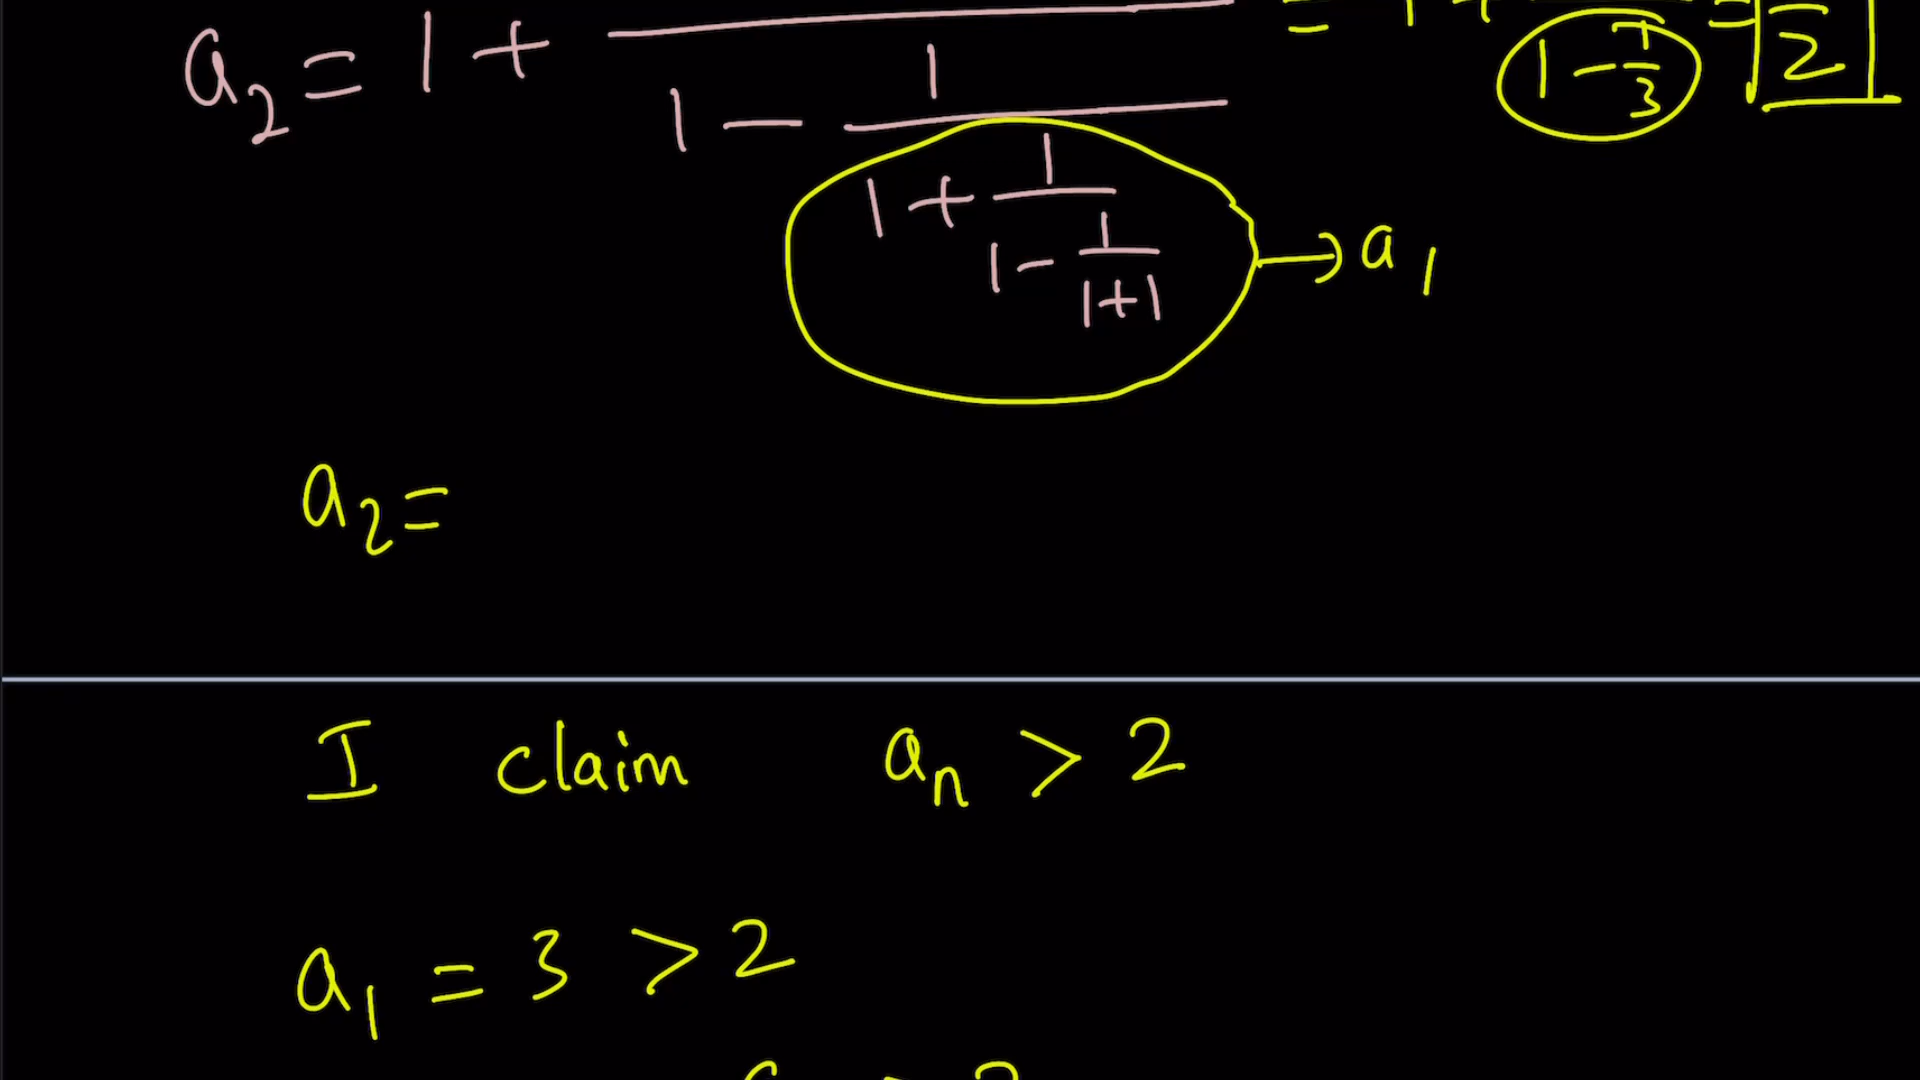 a₂ = 1 + ———
1 - 1/(1 + 1/(1 - 1/(1+1))) → a₁
= 1 + ———/(1 - 1/3) = —/2
a₂ =
I claim aₙ > 2
a₁ = 3 > 2